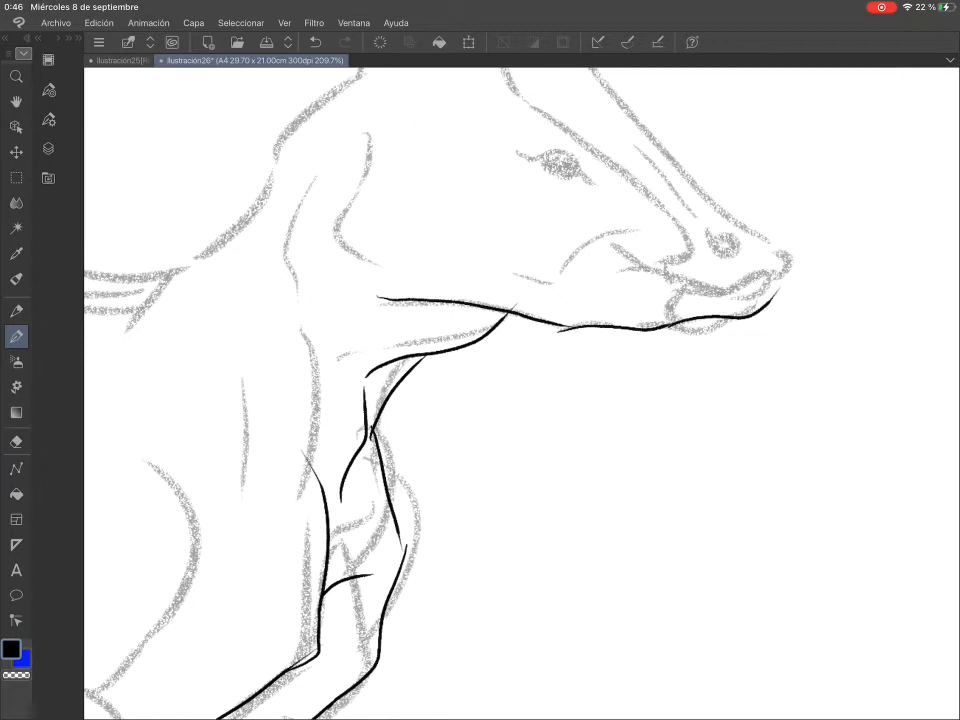 0:46 Miércoles 8 de septiembre
22 %
Archivo Edición Animación Capa Seleccionar Ver Filtro Ventana Ayuda
Ilustración26* (A4 29.70 x 21.00cm 300dpi 209.7%)